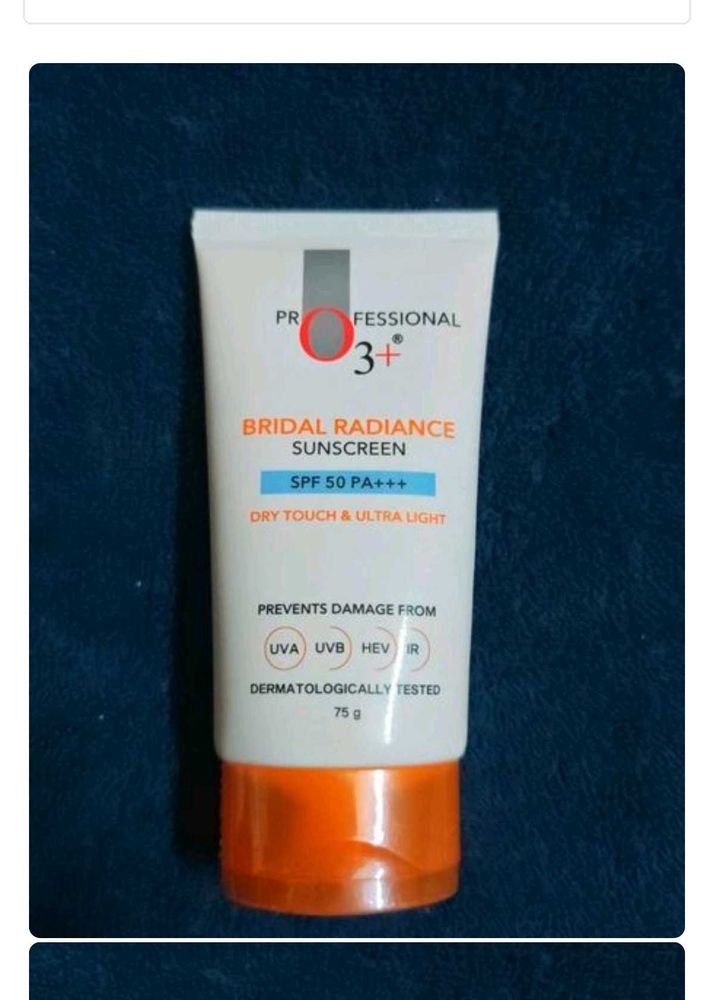 PROFESSIONAL
O3+®
BRIDAL RADIANCE
SUNSCREEN
SPF 50 PA+++
DRY TOUCH & ULTRA LIGHT
PREVENTS DAMAGE FROM
UVA UVB HEV IR
DERMATOLOGICALLY TESTED
75 g